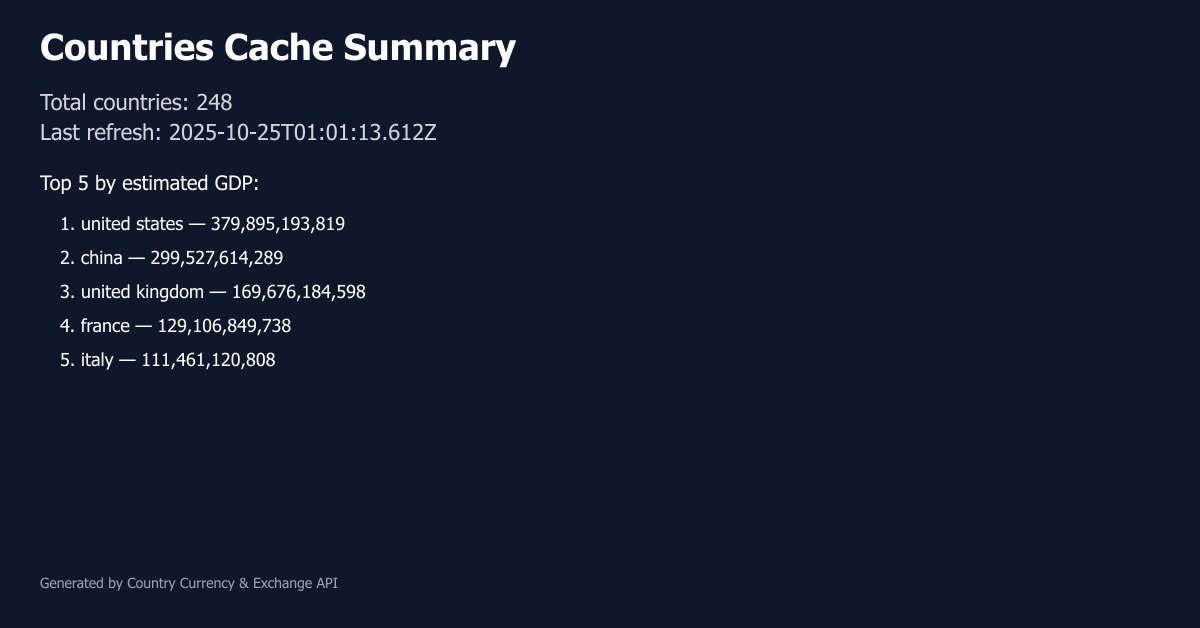 Countries Cache Summary
Total countries: 248
Last refresh: 2025-10-25T01:01:13.612Z
Top 5 by estimated GDP:
1. united states — 379,895,193,819
2. china — 299,527,614,289
3. united kingdom — 169,676,184,598
4. france — 129,106,849,738
5. italy — 111,461,120,808
Generated by Country Currency & Exchange API